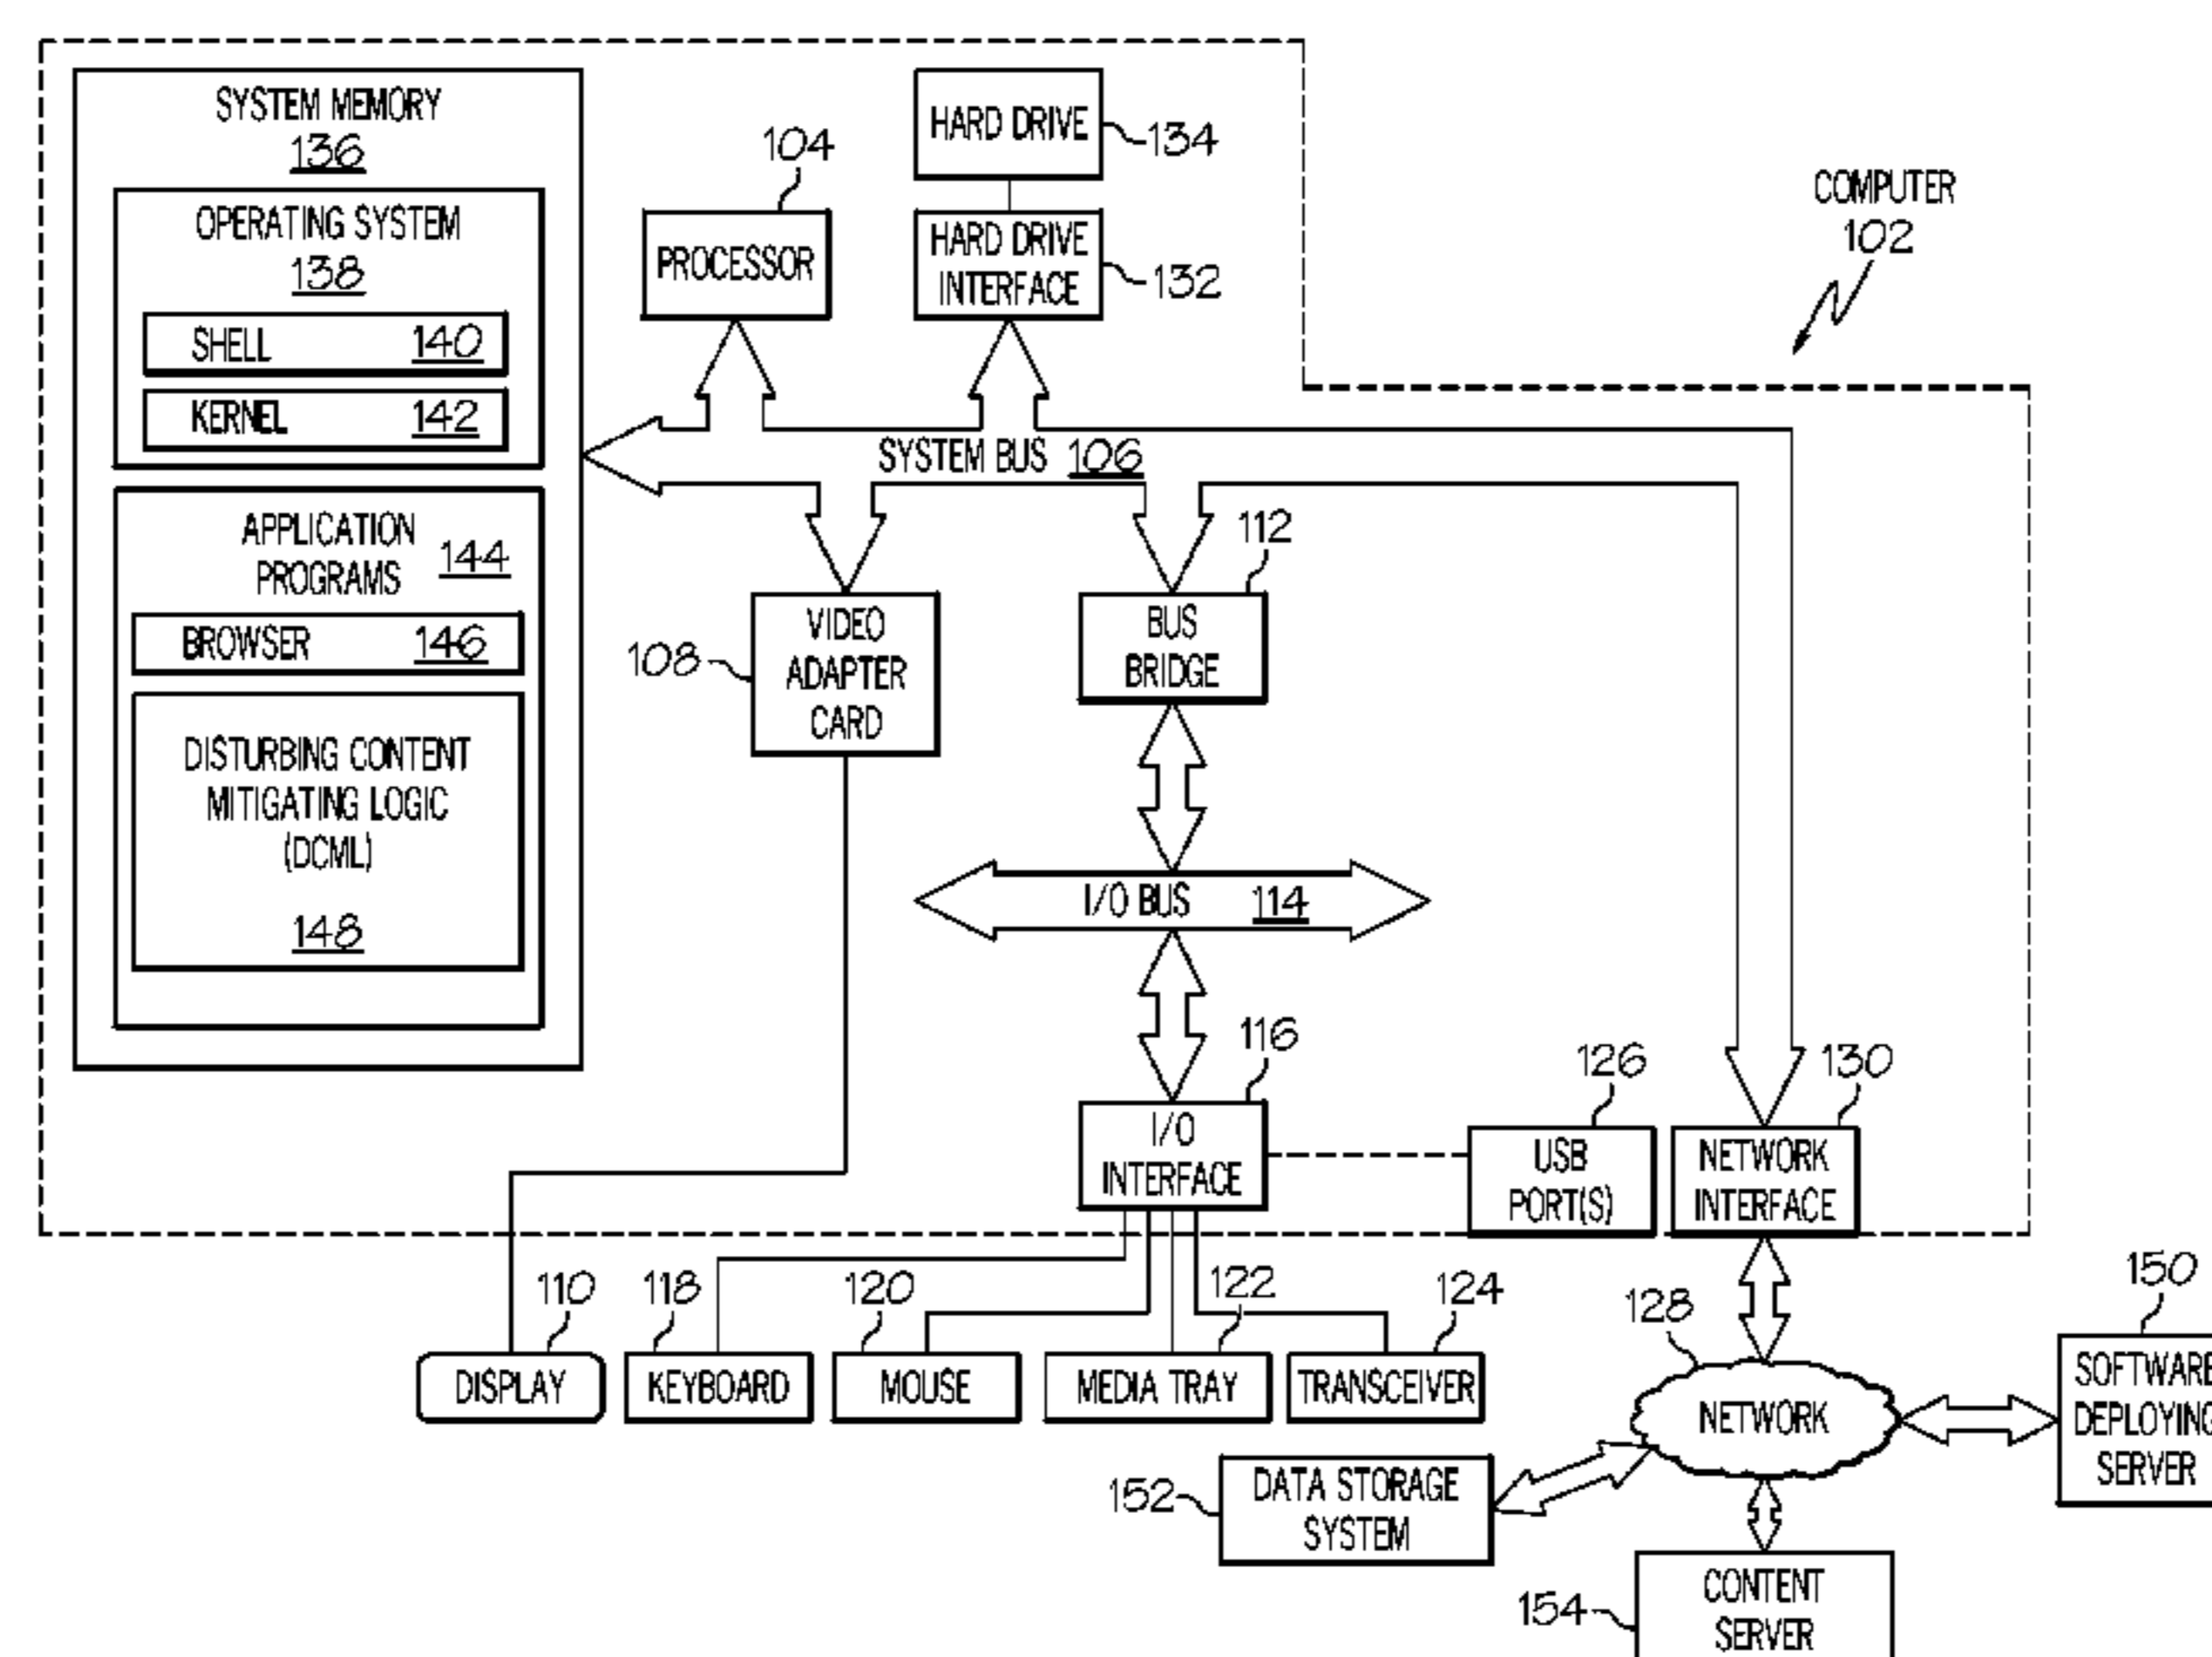 SYSTEM MEMORY
136
OPERATING SYSTEM
138
SHELL 140
KERNEL 142
APPLICATION
PROGRAMS 144
BROWSER 146
DISTURBING CONTENT
MITIGATING LOGIC
(DCML)
148
104
PROCESSOR
HARD DRIVE
134
HARD DRIVE
INTERFACE
132
COMPUTER
102
SYSTEM BUS 106
108
VIDEO
ADAPTER
CARD
112
BUS
BRIDGE
I/O BUS 114
116
I/O
INTERFACE
126
USB
PORT(S)
130
NETWORK
INTERFACE
110
DISPLAY
118
KEYBOARD
120
MOUSE
122
MEDIA TRAY
124
TRANSCEIVER
128
NETWORK
150
SOFTWARE
DEPLOYING
SERVER
152
DATA STORAGE
SYSTEM
154
CONTENT
SERVER